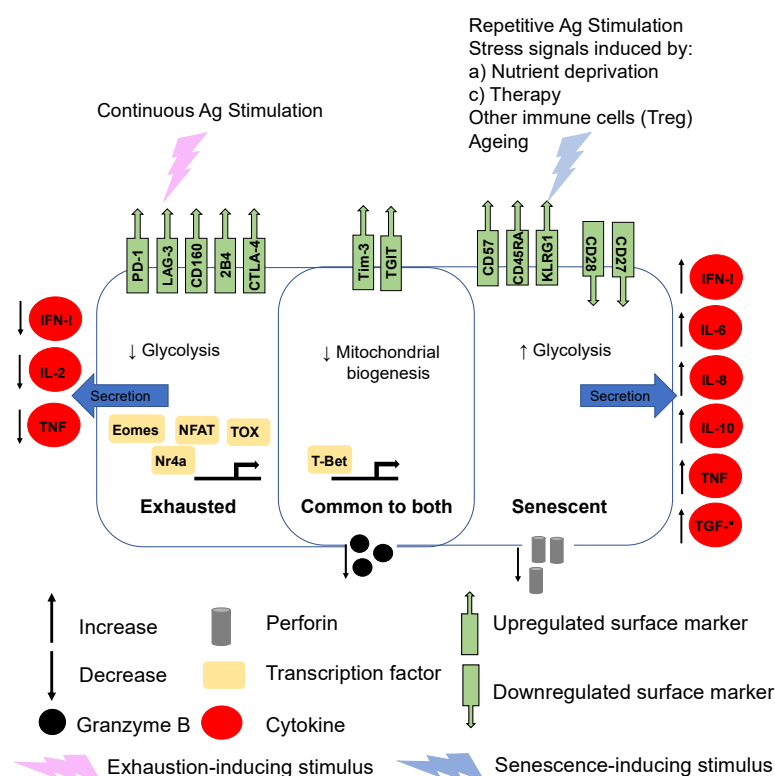 Repetitive Ag Stimulation
Stress signals induced by:
a) Nutrient deprivation
c) Therapy
Other immune cells (Treg)
Ageing
Continuous Ag Stimulation
PD-1
LAG-3
CD160
2B4
CTLA-4
Tim-3
TGIT
CD57
CD45RA
KLRG1
CD28
CD27
IFN-!
IL-2
TNF
Secretion
↓ Glycolysis
Eomes
NFAT
TOX
Nr4a
Exhausted
↓ Mitochondrial
biogenesis
T-Bet
Common to both
↑ Glycolysis
Secretion
Senescent
IFN-!
IL-6
IL-8
IL-10
TNF
TGF-"
Increase
Decrease
Granzyme B
Perforin
Transcription factor
Cytokine
Upregulated surface marker
Downregulated surface marker
Exhaustion-inducing stimulus
Senescence-inducing stimulus